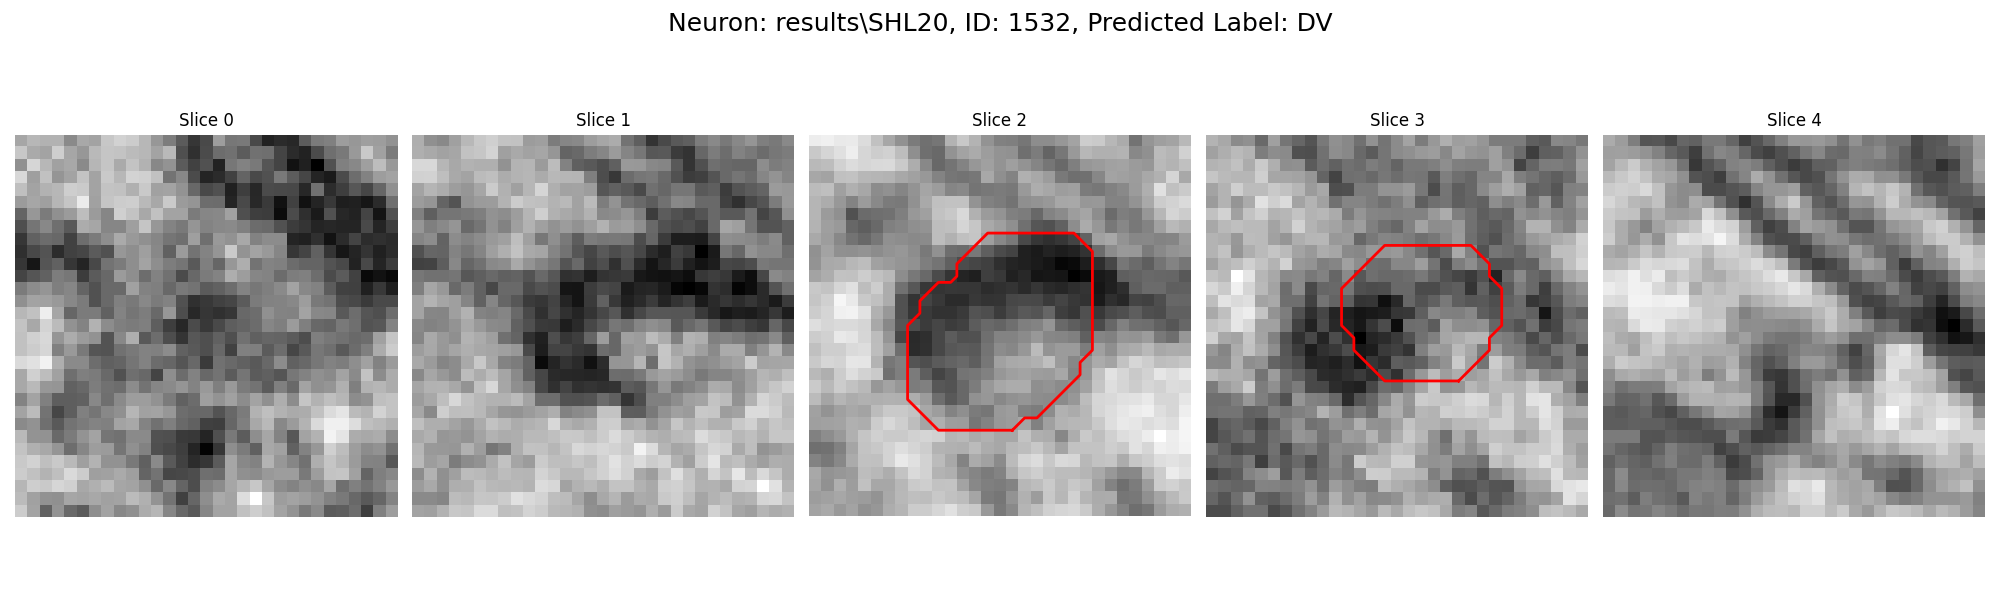 Neuron: results\SHL20, ID: 1532, Predicted Label: DV
Slice 0
Slice 1
Slice 2
Slice 3
Slice 4